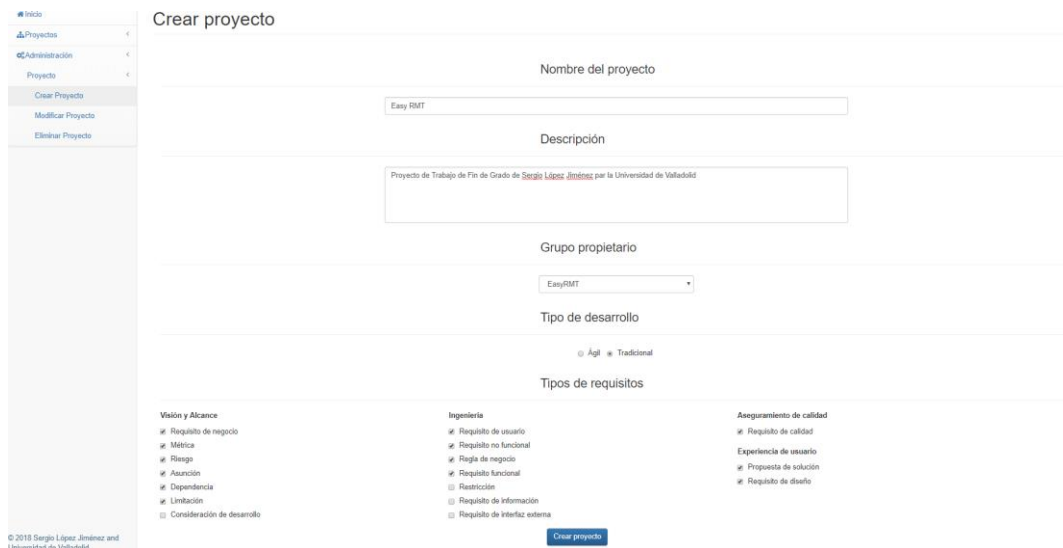 Inicio
Proyectos
Administración
Proyecto
Crear Proyecto
Modificar Proyecto
Eliminar Proyecto
© 2018 Sergio López Jiménez and
Universidad de Valladolid
Crear proyecto
Nombre del proyecto
Easy RMT
Descripción
Proyecto de Trabajo de Fin de Grado de Sergio López Jiménez par la Universidad de Valladolid
Grupo propietario
EasyRMT
Tipo de desarrollo
Ágil Tradicional
Tipos de requisitos
Visión y Alcance
Requisito de negocio
Métrica
Riesgo
Asunción
Dependencia
Limitación
Consideración de desarrollo
Ingeniería
Requisito de usuario
Requisito no funcional
Regla de negocio
Requisito funcional
Restricción
Requisito de información
Requisito de interfaz externa
Aseguramiento de calidad
Requisito de calidad
Experiencia de usuario
Propuesta de solución
Requisito de diseño
Crear proyecto